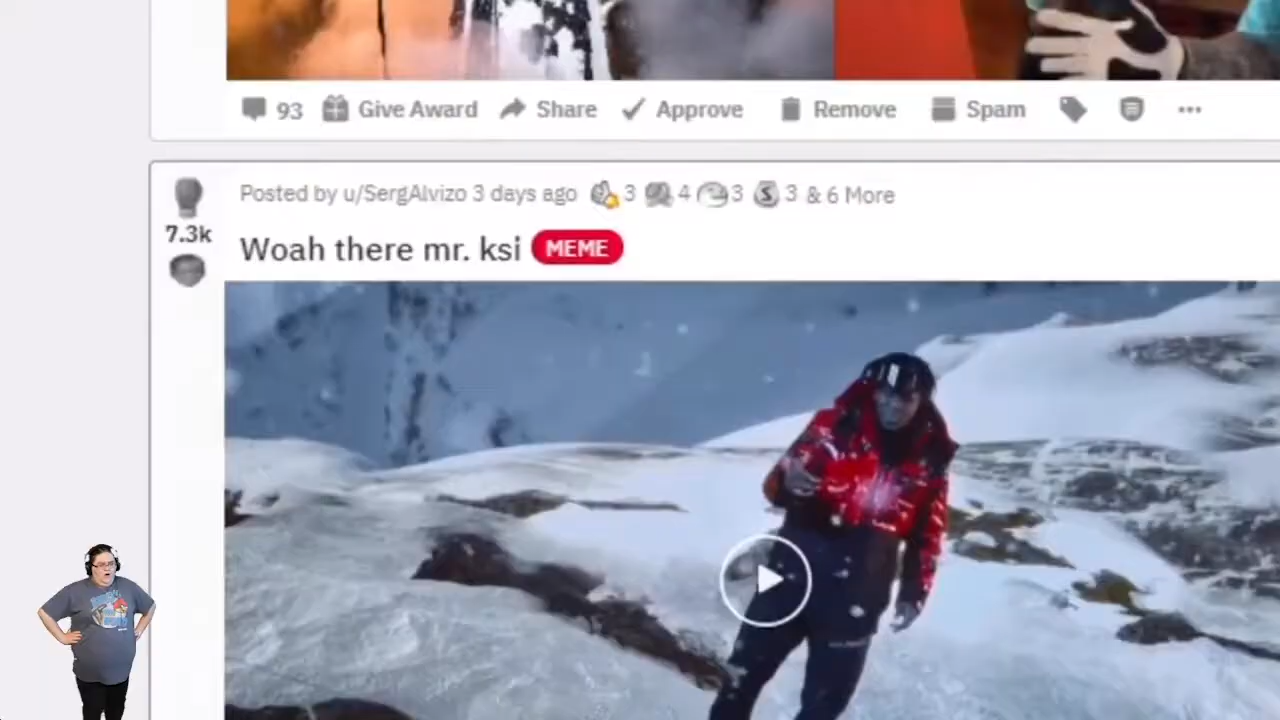 93 Give Award Share Approve Remove Spam
Posted by u/SergAlvizo 3 days ago 3 4 3 3 & 6 More
7.3k
Woah there mr. ksi MEME